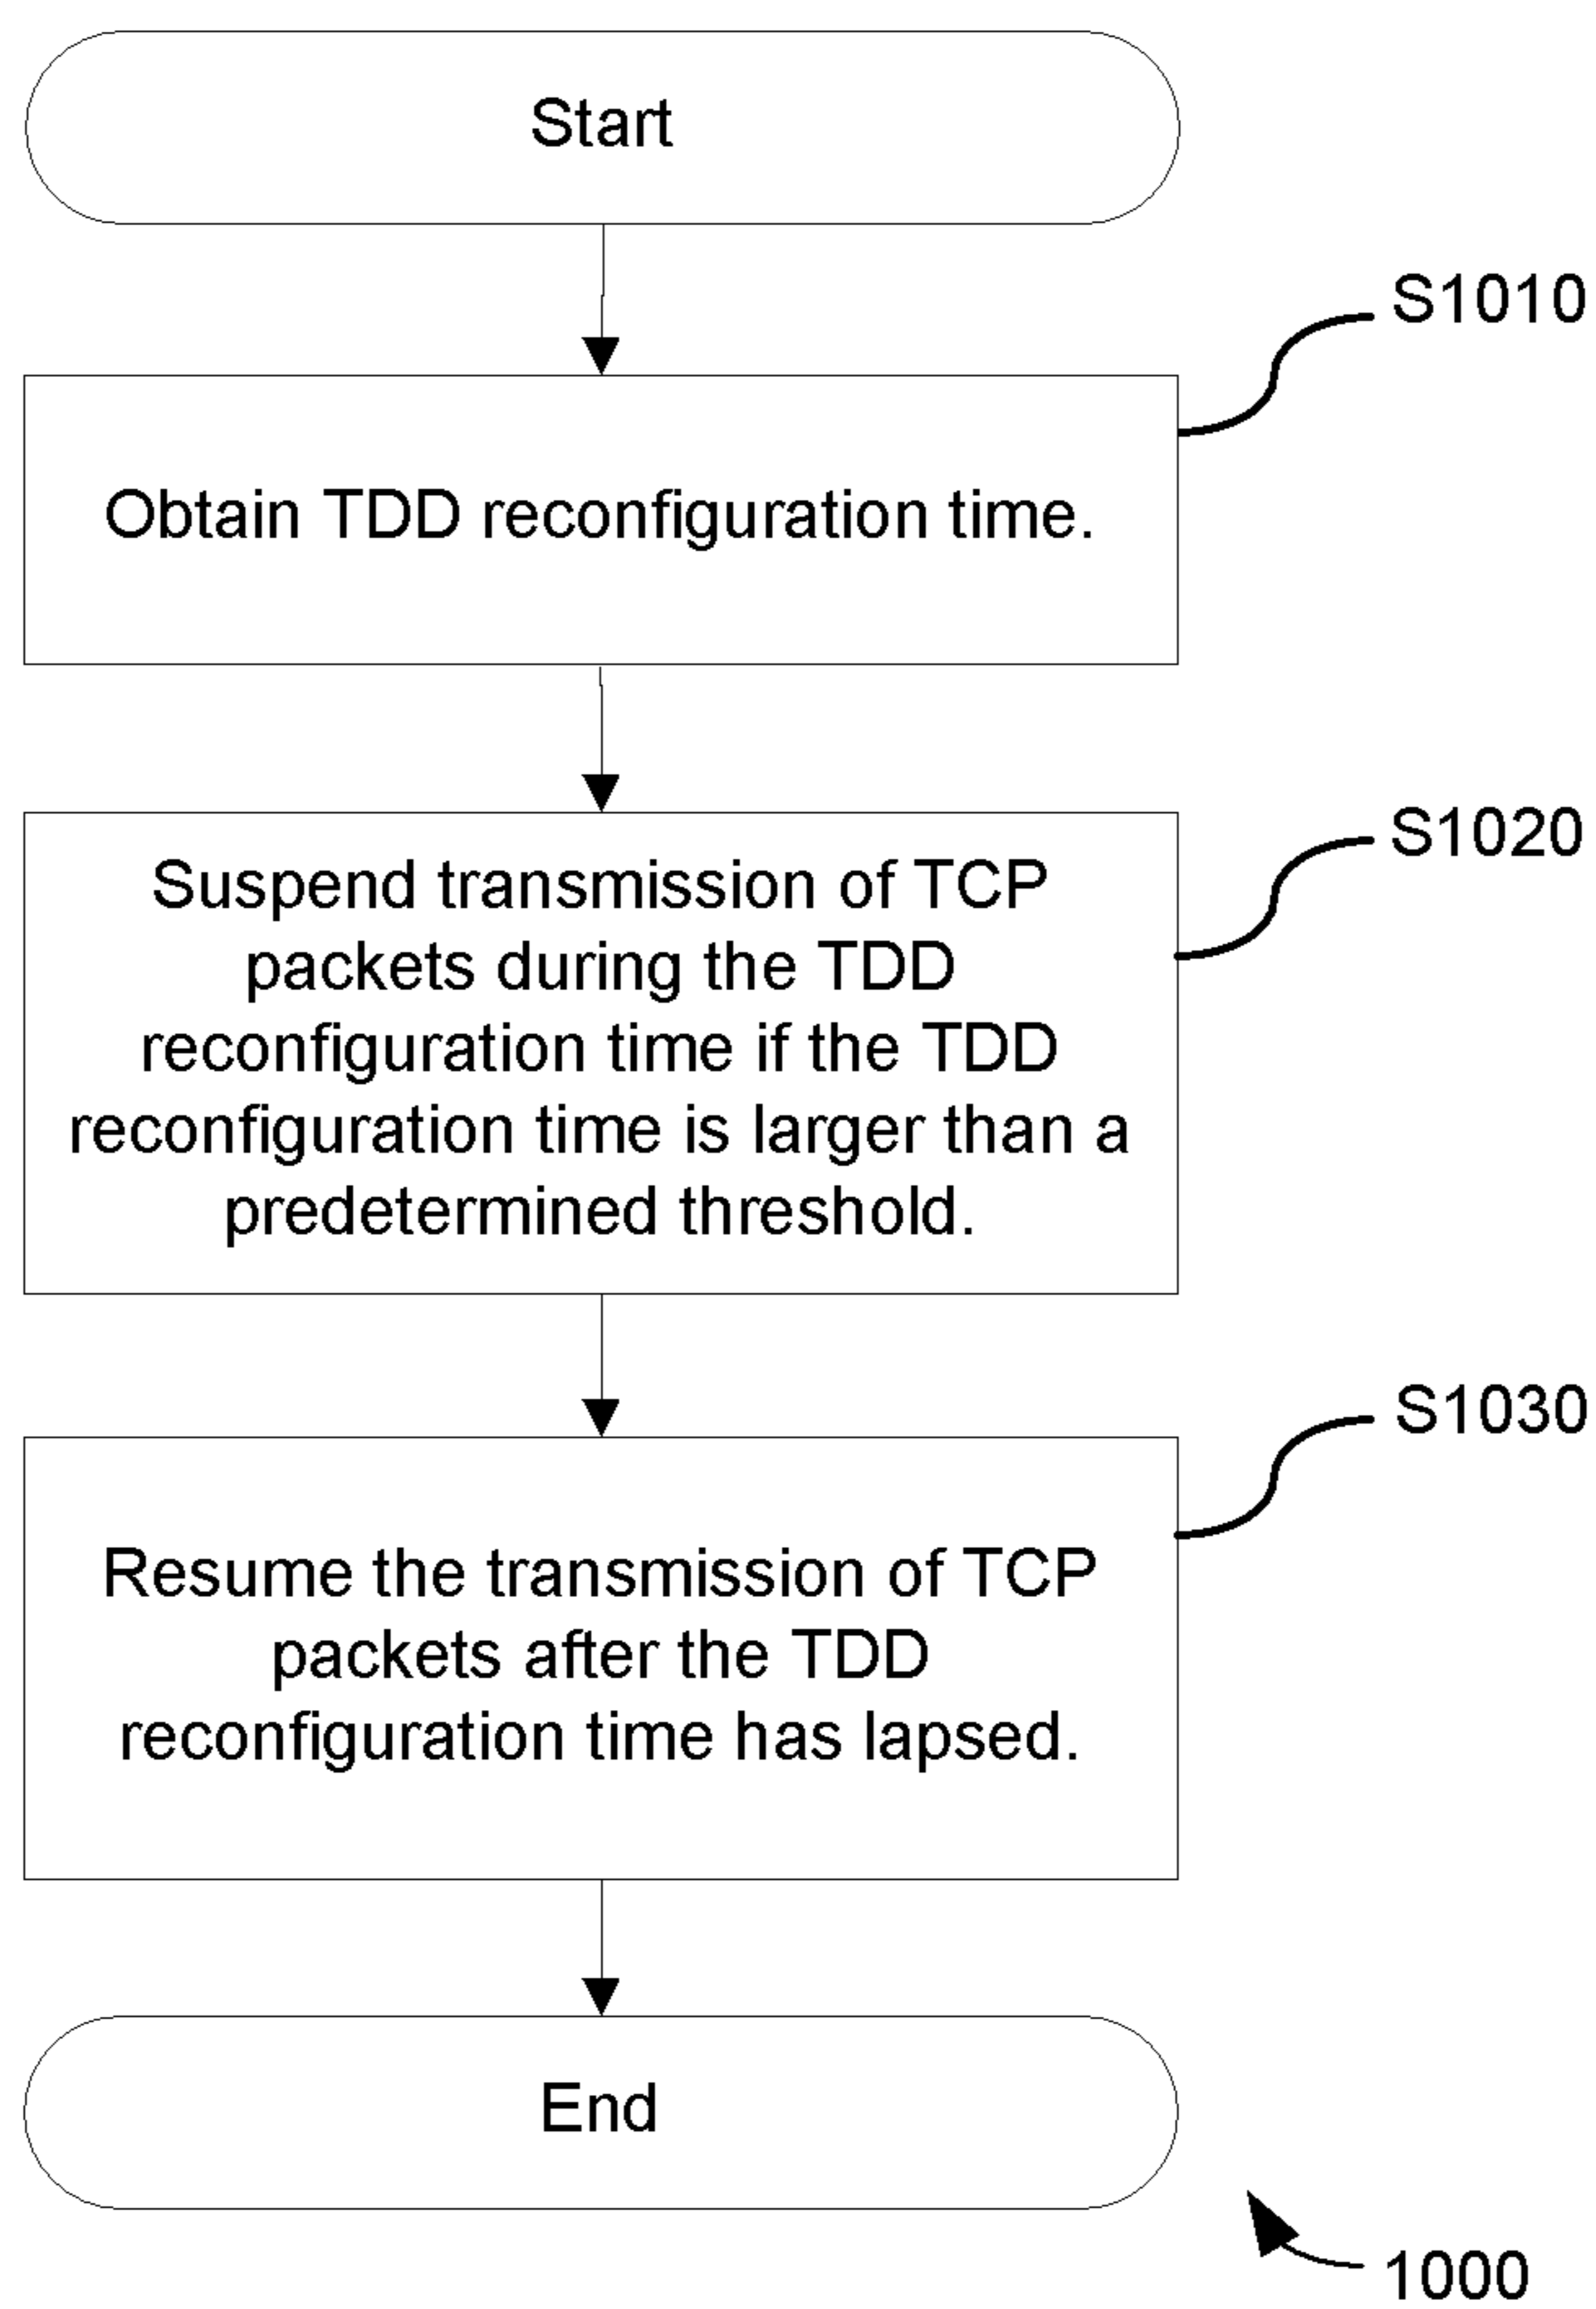 Start
S1010
Obtain TDD reconfiguration time.
S1020
Suspend transmission of TCP
packets during the TDD
reconfiguration time if the TDD
reconfiguration time is larger than a
predetermined threshold.
S1030
Resume the transmission of TCP
packets after the TDD
reconfiguration time has lapsed.
End
1000